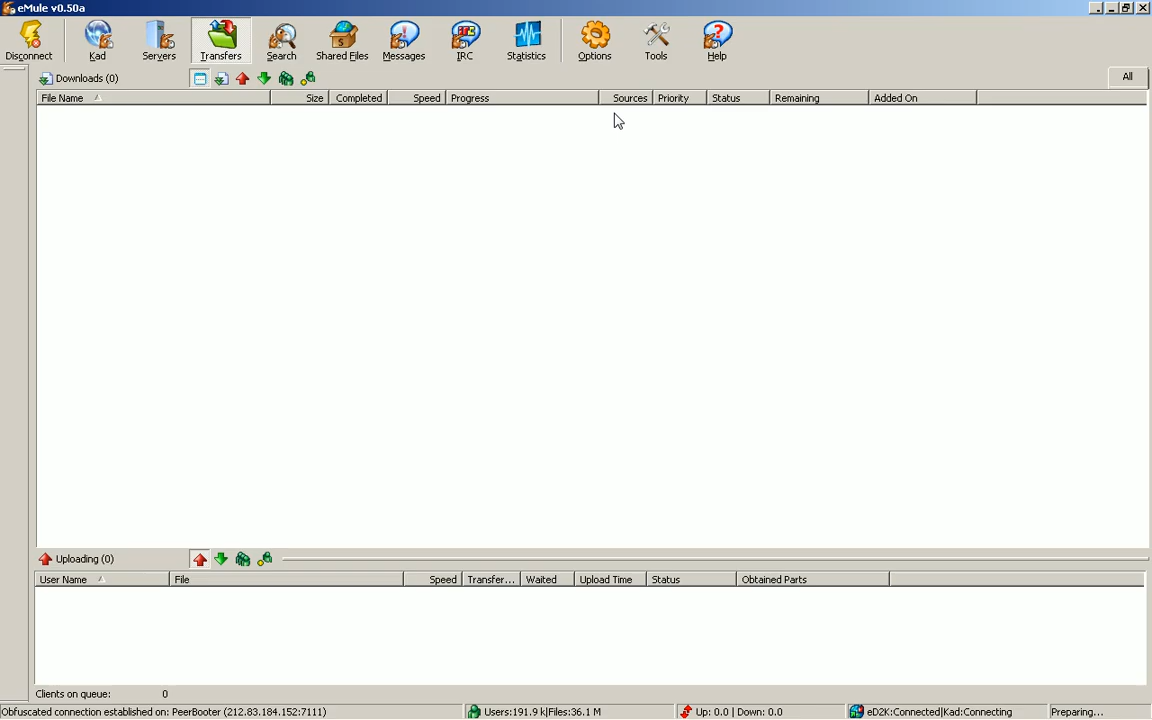 eMule v0.50a
Disconnect Kad Servers Transfers Search Shared Files Messages IRC Statistics Options Tools Help
Downloads (0) All
File Name Size Completed Speed Progress Sources Priority Status Remaining Added On
Uploading (0)
User Name File Speed Transfer... Waited Upload Time Status Obtained Parts
Clients on queue: 0
Obfuscated connection established on: PeerBooter (212.83.184.152:7111) Users:191.9 k|Files:36.1 M Up: 0.0 | Down: 0.0 eD2K:Connected|Kad:Connecting Preparing...